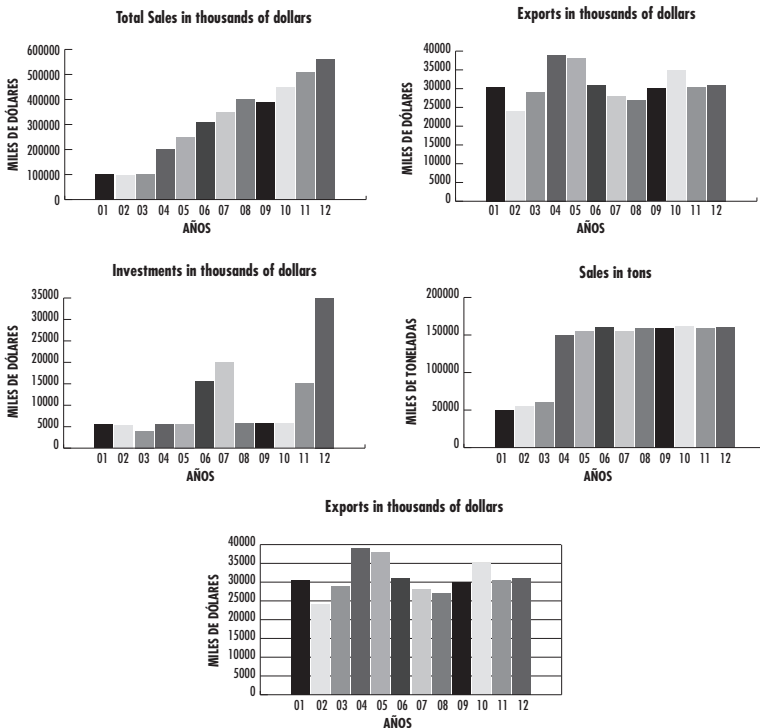 Total Sales in thousands of dollars
MILES DE DÓLARES
600000
500000
400000
300000
200000
100000
0
01 02 03 04 05 06 07 08 09 10 11 12
AÑOS
Exports in thousands of dollars
MILES DE DÓLARES
40000
35000
30000
25000
20000
15000
10000
5000
0
01 02 03 04 05 06 07 08 09 10 11 12
AÑOS
Investments in thousands of dollars
MILES DE DÓLARES
35000
30000
25000
20000
15000
10000
5000
0
01 02 03 04 05 06 07 08 09 10 11 12
AÑOS
Sales in tons
MILES DE TONELADAS
200000
150000
100000
50000
0
01 02 03 04 05 06 07 08 09 10 11 12
AÑOS
Exports in thousands of dollars
MILES DE DÓLARES
40000
35000
30000
25000
20000
15000
10000
5000
0
01 02 03 04 05 06 07 08 09 10 11 12
AÑOS